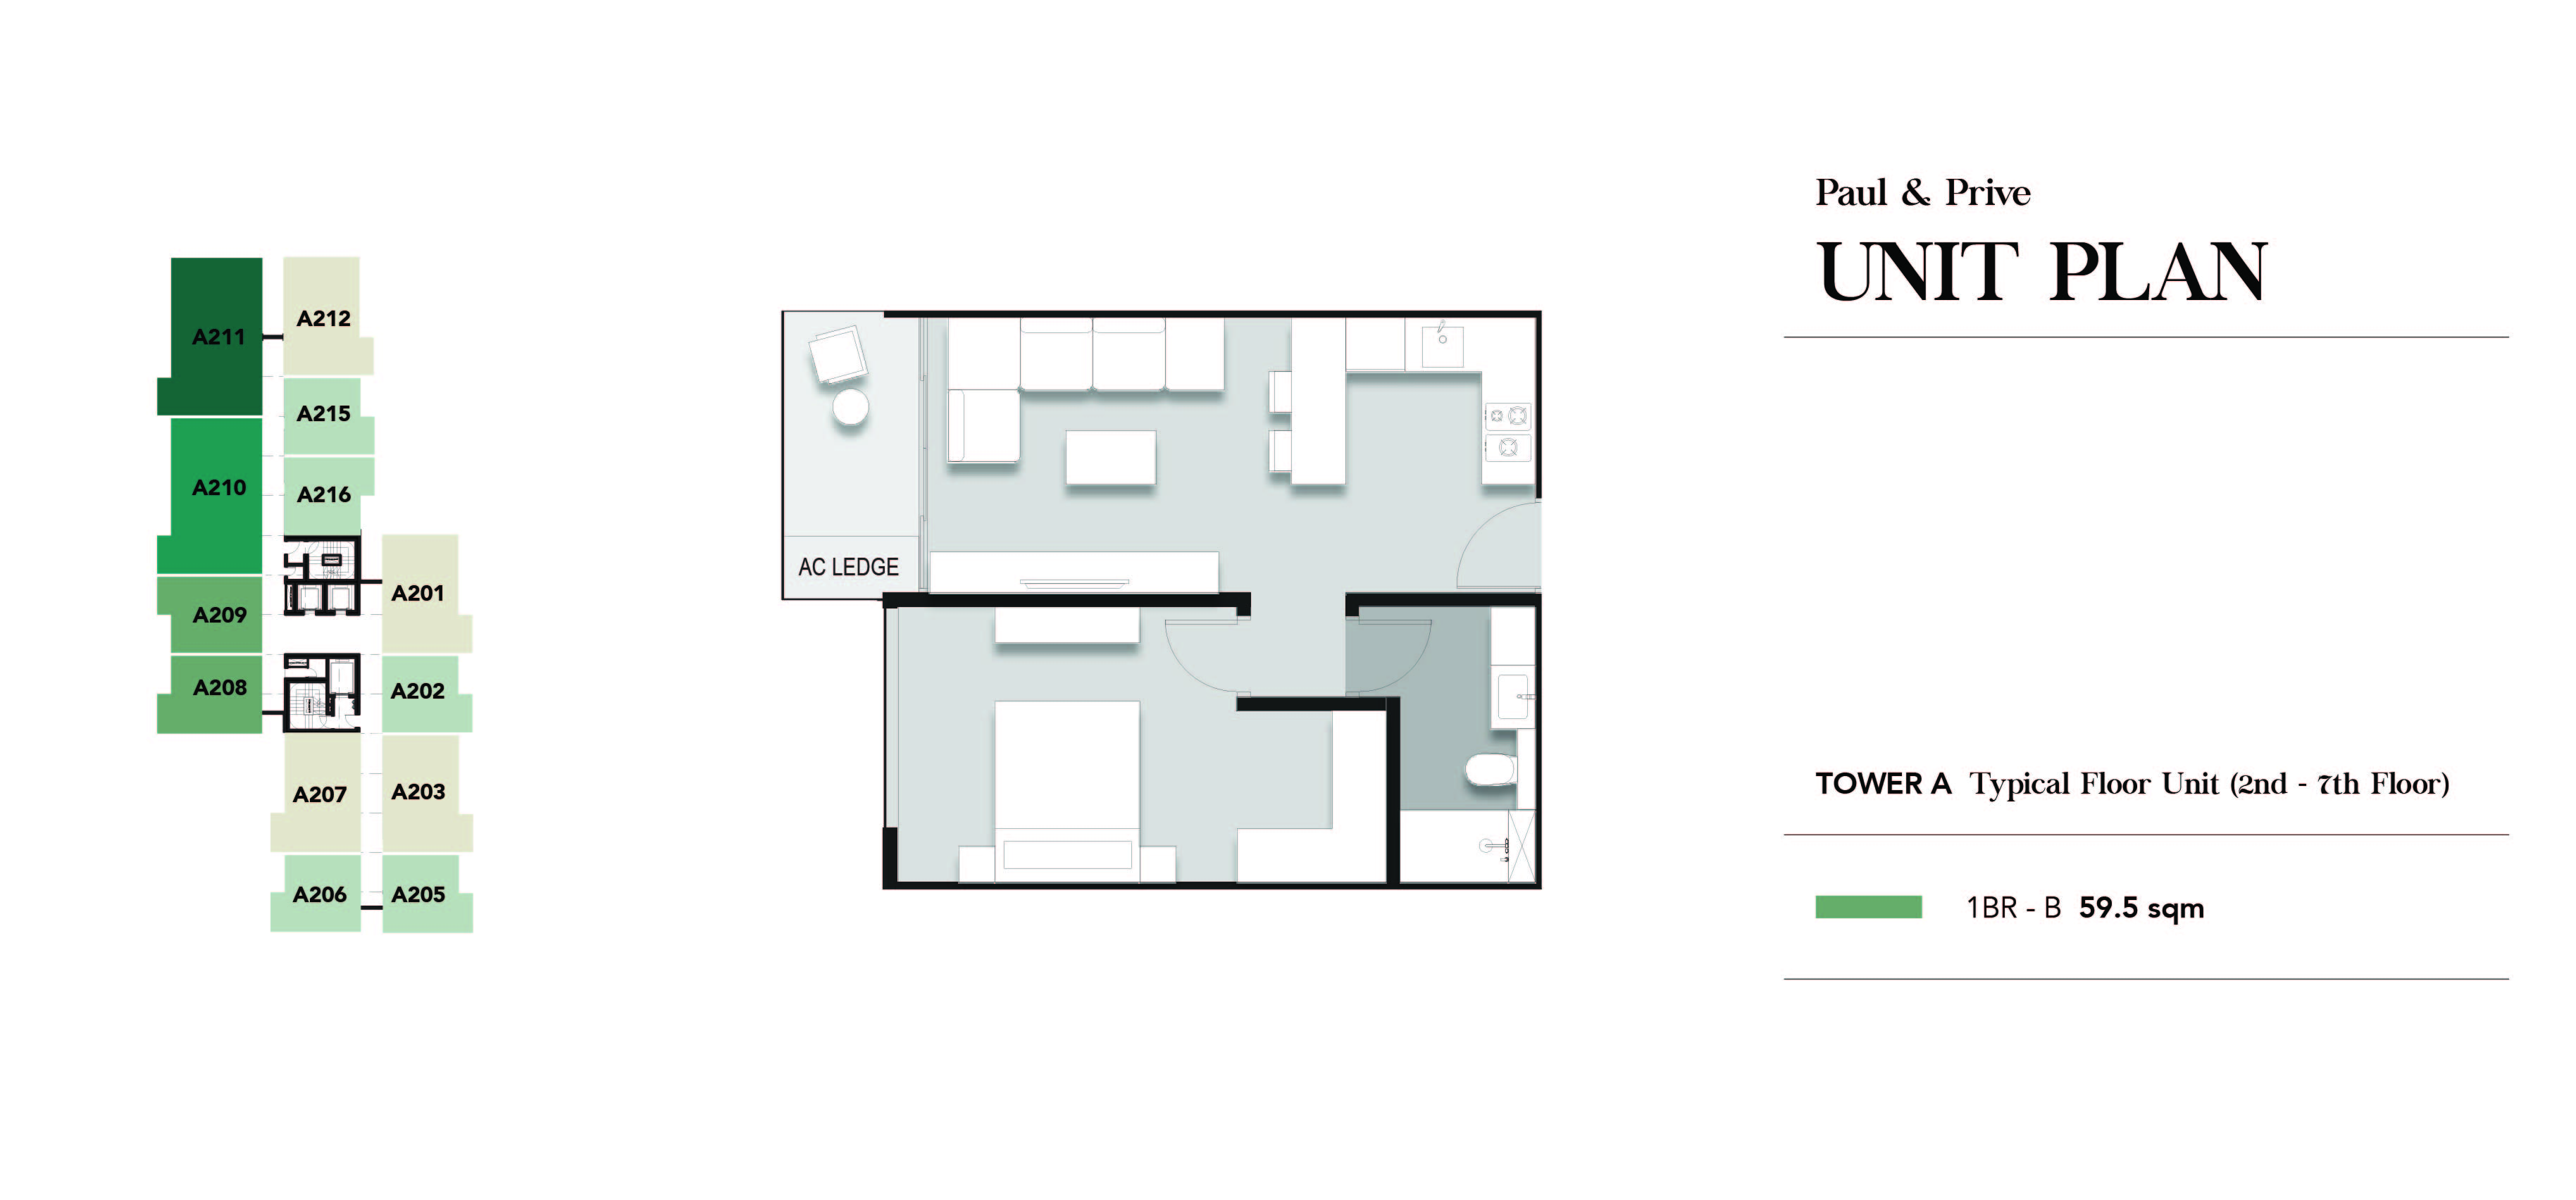 Paul & Prive
UNIT PLAN
A211
A212
A215
A210
A216
A209
A201
A208
A202
A207
A203
A206
A205
AC LEDGE
TOWER A Typical Floor Unit (2nd - 7th Floor)
1BR - B 59.5 sqm